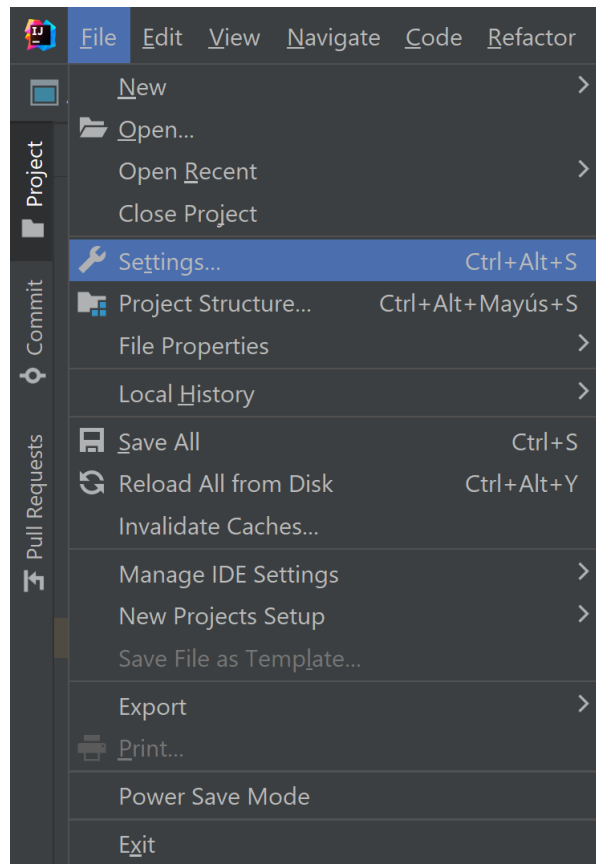 IJ
File Edit View Navigate Code Refactor
New
Open...
Open Recent
Close Project
Settings... Ctrl+Alt+S
Project Structure... Ctrl+Alt+Mayús+S
File Properties
Local History
Save All Ctrl+S
Reload All from Disk Ctrl+Alt+Y
Invalidate Caches...
Manage IDE Settings
New Projects Setup
Save File as Template...
Export
Print...
Power Save Mode
Exit
Project
Commit
Pull Requests